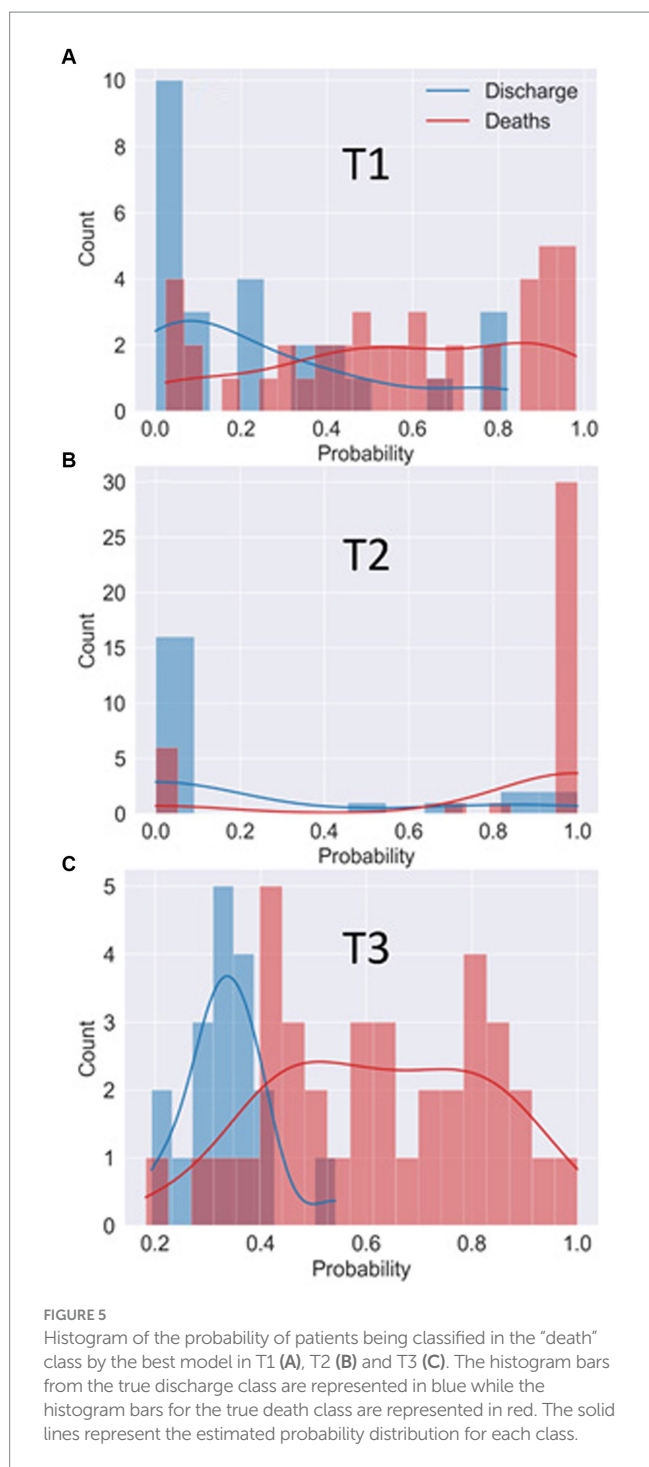 A
10
8
6
4
2
0
Count
Discharge
Deaths
T1
0.0 0.2 0.4 0.6 0.8 1.0
Probability
B
30
25
20
15
10
5
0
Count
T2
0.0 0.2 0.4 0.6 0.8 1.0
Probability
C
5
4
3
2
1
0
Count
T3
0.2 0.4 0.6 0.8 1.0
Probability
FIGURE 5
Histogram of the probability of patients being classified in the “death”
class by the best model in T1 (A), T2 (B) and T3 (C). The histogram bars
from the true discharge class are represented in blue while the
histogram bars for the true death class are represented in red. The solid
lines represent the estimated probability distribution for each class.